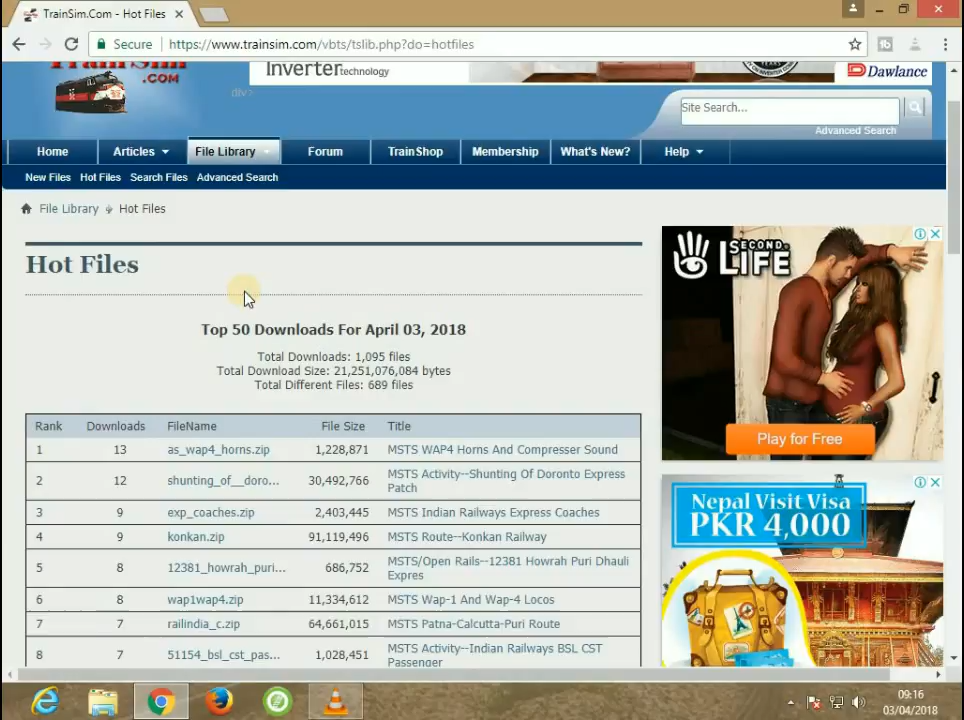 TrainSim.Com - Hot Files
Secure https://www.trainsim.com/vbts/tslib.php?do=hotfiles
.COM
Inverter technology
Dawlance
div>
Site Search...
Advanced Search
Home Articles File Library Forum TrainShop Membership What's New? Help
New Files Hot Files Search Files Advanced Search
File Library Hot Files
Hot Files
Top 50 Downloads For April 03, 2018
Total Downloads: 1,095 files
Total Download Size: 21,251,076,084 bytes
Total Different Files: 689 files
Rank Downloads FileName File Size Title
1 13 as_wap4_horns.zip 1,228,871 MSTS WAP4 Horns And Compresser Sound
2 12 shunting_of__doro... 30,492,766 MSTS Activity--Shunting Of Doronto Express
Patch
3 9 exp_coaches.zip 2,403,445 MSTS Indian Railways Express Coaches
4 9 konkan.zip 91,119,496 MSTS Route--Konkan Railway
5 8 12381_howrah_puri... 686,752 MSTS/Open Rails--12381 Howrah Puri Dhauli
Expres
6 8 wap1wap4.zip 11,334,612 MSTS Wap-1 And Wap-4 Locos
7 7 railindia_c.zip 64,661,015 MSTS Patna-Calcutta-Puri Route
8 7 51154_bsl_cst_pas... 1,028,451 MSTS Activity--Indian Railways BSL CST
Passenger
SECOND
LIFE
Play for Free
Nepal Visit Visa
PKR 4,000
09:16
03/04/2018